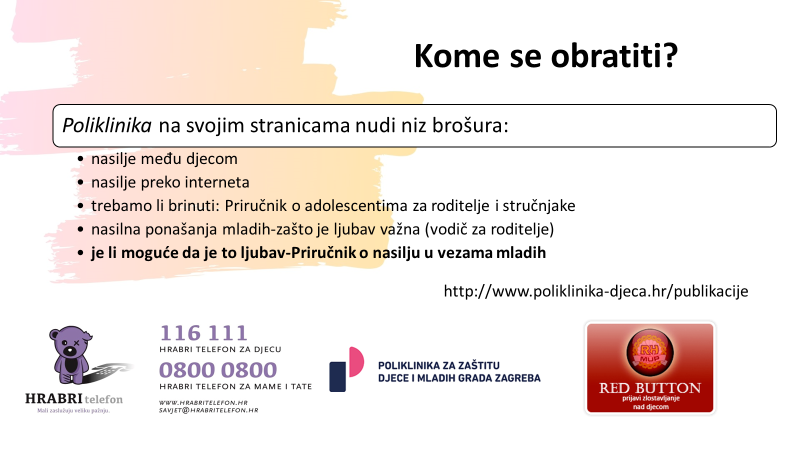 Kome se obratiti?
Poliklinika na svojim stranicama nudi niz brošura:
• nasilje među djecom
• nasilje preko interneta
• trebamo li brinuti: Priručnik o adolescentima za roditelje i stručnjake
• nasilna ponašanja mladih-zašto je ljubav važna (vodič za roditelje)
• je li moguće da je to ljubav-Priručnik o nasilju u vezama mladih
http://www.poliklinika-djeca.hr/publikacije
HRABRI telefon
Mali zaslužuju veliku pažnju.
116 111
HRABRI TELEFON ZA DJECU
0800 0800
HRABRI TELEFON ZA MAME I TATE
WWW.HRABRITELEFON.HR
SAVJET@HRABRITELEFON.HR
POLIKLINIKA ZA ZAŠTITU
DJECE I MLADIH GRADA ZAGREBA
RH
MUP
RED BUTTON
prijavi zlostavljanje
nad djecom